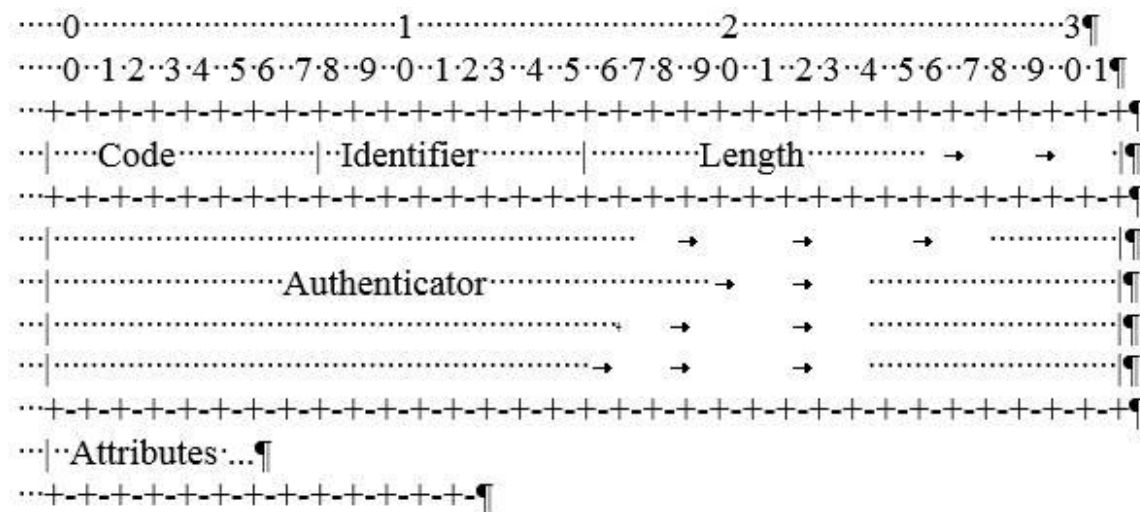 0 1 2 3¶
0 1 2 3 4 5 6 7 8 9 0 1 2 3 4 5 6 7 8 9 0 1 2 3 4 5 6 7 8 9 0 1¶
+-+-+-+-+-+-+-+-+-+-+-+-+-+-+-+-+-+-+-+-+-+-+-+-+-+-+-+-+-+-+-+-+¶
| Code | Identifier | Length → → |¶
+-+-+-+-+-+-+-+-+-+-+-+-+-+-+-+-+-+-+-+-+-+-+-+-+-+-+-+-+-+-+-+-+¶
| → → → |¶
| Authenticator → → |¶
| → → → |¶
| → → → |¶
+-+-+-+-+-+-+-+-+-+-+-+-+-+-+-+-+-+-+-+-+-+-+-+-+-+-+-+-+-+-+-+-+¶
| Attributes ...¶
+-+-+-+-+-+-+-+-+-+-+-+-+-¶